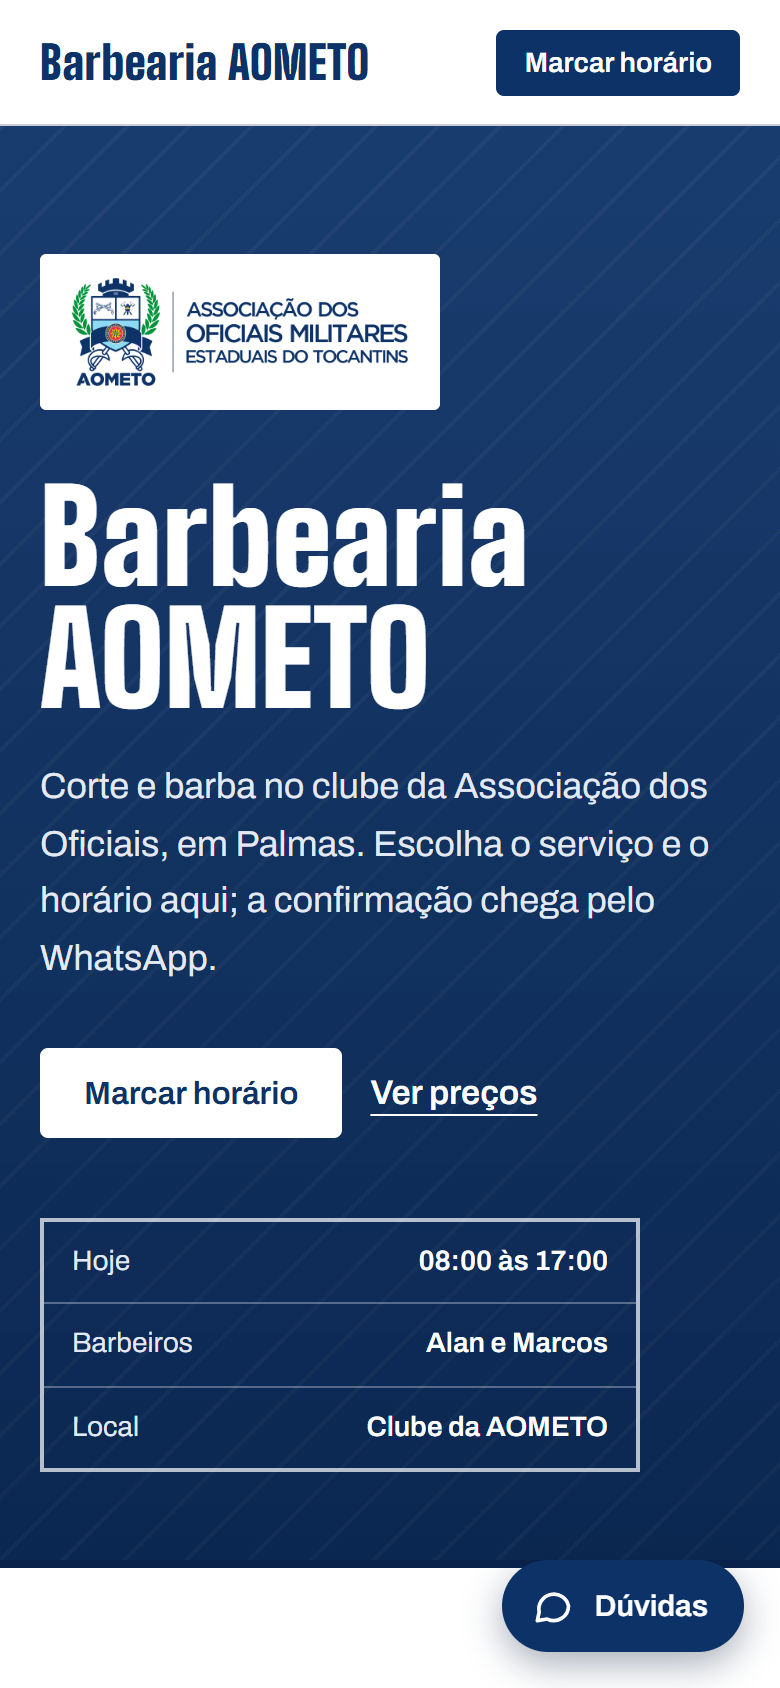 Barbearia AOMETO
Marcar horário
ASSOCIAÇÃO DOS
OFICIAIS MILITARES
ESTADUAIS DO TOCANTINS
AOMETO
Barbearia
AOMETO
Corte e barba no clube da Associação dos
Oficiais, em Palmas. Escolha o serviço e o
horário aqui; a confirmação chega pelo
WhatsApp.
Marcar horário
Ver preços
Hoje 08:00 às 17:00
Barbeiros Alan e Marcos
Local Clube da AOMETO
Dúvidas